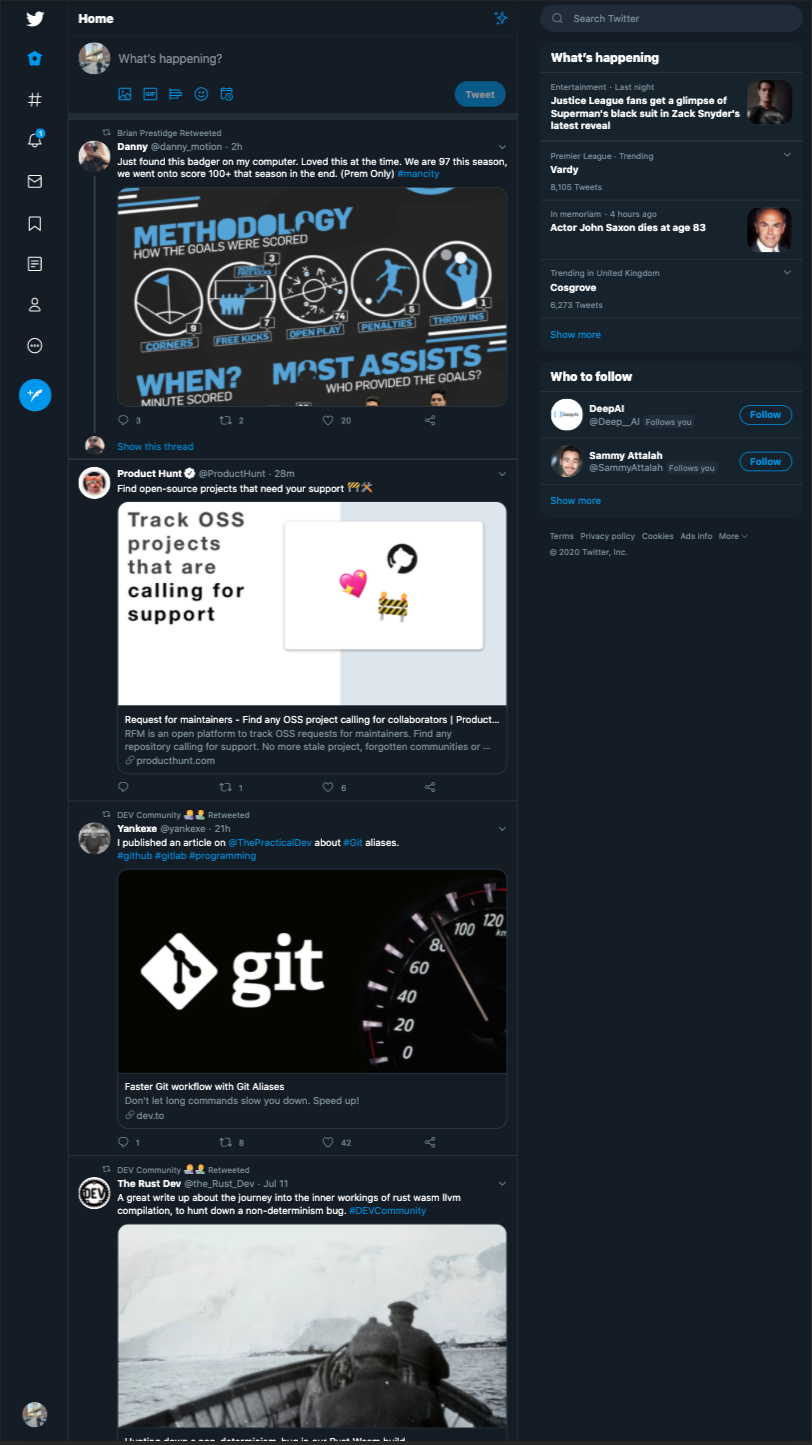 Home
What's happening?
GIF
Tweet
1
Brian Prestidge Retweeted
Danny @danny_motion · 2h
Just found this badger on my computer. Loved this at the time. We are 97 this season,
we went onto score 100+ that season in the end. (Prem Only) #mancity
METHODOLOGY
HOW THE GOALS WERE SCORED
9
CORNERS
3
7
FREE KICKS
74
OPEN PLAY
5
PENALTIES
1
THROW INS
WHEN?
MINUTE SCORED
MOST ASSISTS
WHO PROVIDED THE GOALS?
3 2 20
Show this thread
Product Hunt @ProductHunt · 28m
Find open-source projects that need your support 🚧🛠️
Track OSS
projects
that are
calling for
support
Request for maintainers - Find any OSS project calling for collaborators | Product...
RFM is an open platform to track OSS requests for maintainers. Find any
repository calling for support. No more stale project, forgotten communities or ...
producthunt.com
1 6
DEV Community 👩‍💻👨‍💻 Retweeted
Yankexe @yankexe · 21h
I published an article on @ThePracticalDev about #Git aliases.
#github #gitlab #programming
git
120
100
80
60
40
20
0
Faster Git workflow with Git Aliases
Don't let long commands slow you down. Speed up!
dev.to
1 8 42
DEV Community 👩‍💻👨‍💻 Retweeted
DEV
The Rust Dev @the_Rust_Dev · Jul 11
A great write up about the journey into the inner workings of rust wasm llvm
compilation, to hunt down a non-determinism bug. #DEVCommunity
Hunting down a non-determinism bug in our Rust Wasm build
Search Twitter
What's happening
Entertainment · Last night
Justice League fans get a glimpse of
Superman's black suit in Zack Snyder's
latest reveal
Premier League · Trending
Vardy
8,105 Tweets
In memoriam · 4 hours ago
Actor John Saxon dies at age 83
Trending in United Kingdom
Cosgrove
6,273 Tweets
Show more
Who to follow
DeepAI
DeepAI
@Deep__AI Follows you
Follow
Sammy Attalah
@SammyAttalah Follows you
Follow
Show more
Terms Privacy policy Cookies Ads info More
© 2020 Twitter, Inc.